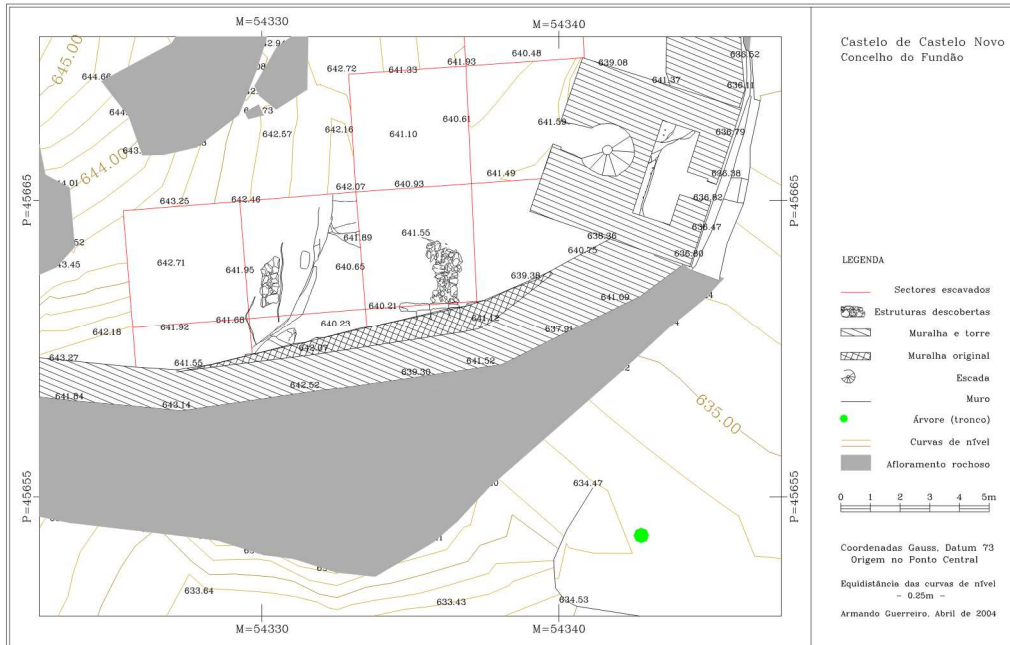 M=54330
M=54340
645.00
642.72
641.33
641.93
640.48
639.08
636.52
644.66
641.37
636.11
642.57
642.16
641.10
640.61
641.59
636.79
644.00
642.07
640.93
641.49
636.38
P=45665
643.25
642.46
636.82
P=45665
641.89
641.55
638.36
636.47
643.45
642.71
641.95
640.65
639.38
640.75
636.80
642.18
641.92
641.68
640.23
640.21
641.12
641.09
637.91
643.27
641.55
641.52
639.30
642.52
641.84
643.14
635.00
P=45655
634.47
P=45655
633.64
633.43
634.53
M=54330
M=54340
Castelo de Castelo Novo
Concelho do Fundão
LEGENDA
Sectores escavados
Estruturas descobertas
Muralha e torre
Muralha original
Escada
Muro
Árvore (tronco)
Curvas de nível
Afloramento rochoso
0 1 2 3 4 5m
Coordenadas Gauss, Datum 73
Origem no Ponto Central
Equidistância das curvas de nível
- 0.25m -
Armando Guerreiro, Abril de 2004